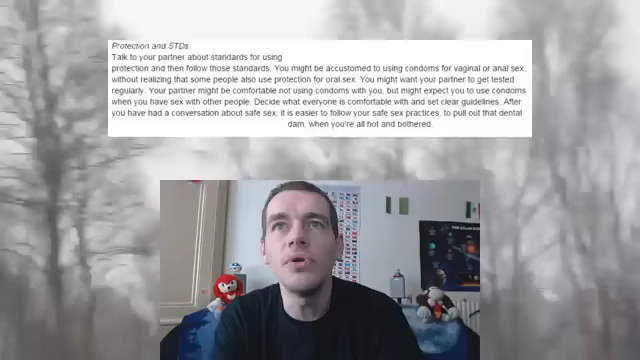 Protection and STDs.
Talk to your partner about standards for using
protection and then follow those standards. You might be accustomed to using condoms for vaginal or anal sex,
without realizing that some people also use protection for oral sex. You might want your partner to get tested
regularly. Your partner might be comfortable not using condoms with you, but might expect you to use condoms
when you have sex with other people. Decide what everyone is comfortable with and set clear guidelines. After
you have had a conversation about safe sex, it is easier to follow your safe sex practices, to pull out that dental
dam, when you're all hot and bothered.